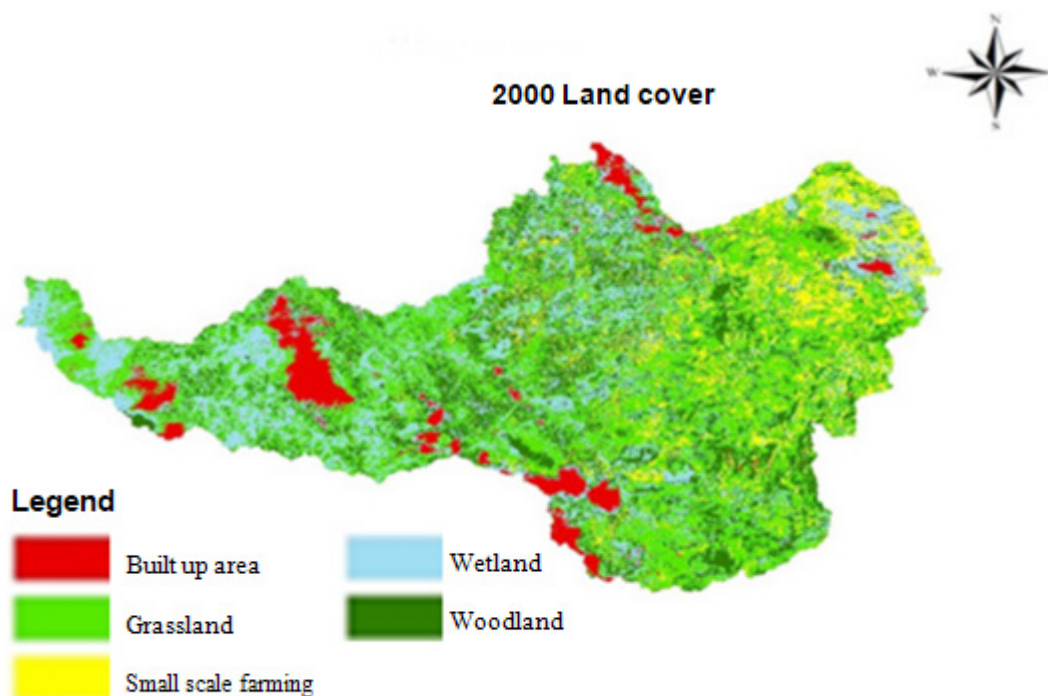 N
2000 Land cover
W
S
Legend
Built up area
Wetland
Grassland
Woodland
Small scale farming